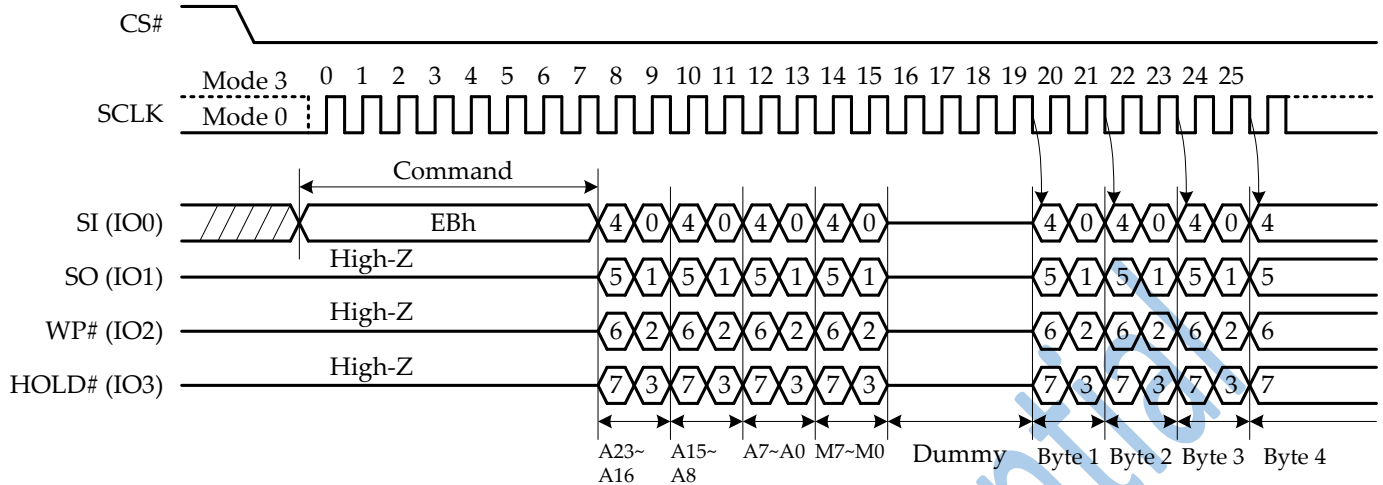 CS#
Mode 3 0 1 2 3 4 5 6 7 8 9 10 11 12 13 14 15 16 17 18 19 20 21 22 23 24 25
SCLK Mode 0
Command
SI (IO0) EBh 4 0 4 0 4 0 4 0 4 0 4 0 4 0 4
High-Z
SO (IO1) 5 1 5 1 5 1 5 1 5 1 5 1 5 1 5
High-Z
WP# (IO2) 6 2 6 2 6 2 6 2 6 2 6 2 6 2 6
High-Z
HOLD# (IO3) 7 3 7 3 7 3 7 3 7 3 7 3 7 3 7
A23~ A15~ A7~A0 M7~M0 Dummy Byte 1 Byte 2 Byte 3 Byte 4
A16 A8